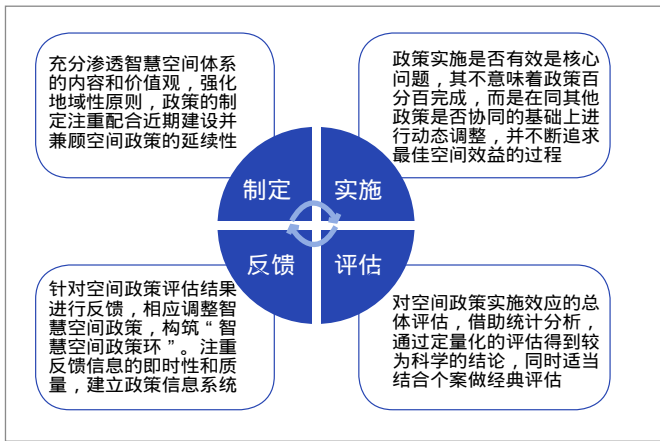 充分渗透智慧空间体系
的内容和价值观，强化
地域性原则，政策的制
定注重配合近期建设并
兼顾空间政策的延续性
政策实施是否有效是核心
问题，其不意味着政策百
分百完成，而是在同其他
政策是否协同的基础上进
行动态调整，并不断追求
最佳空间效益的过程
制定
实施
反馈
评估
针对空间政策评估结果
进行反馈，相应调整智
慧空间政策，构筑“智
慧空间政策环”。注重
反馈信息的即时性和质
量，建立政策信息系统
对空间政策实施效应的总
体评估，借助统计分析，
通过定量化的评估得到较
为科学的结论，同时适当
结合个案做经典评估